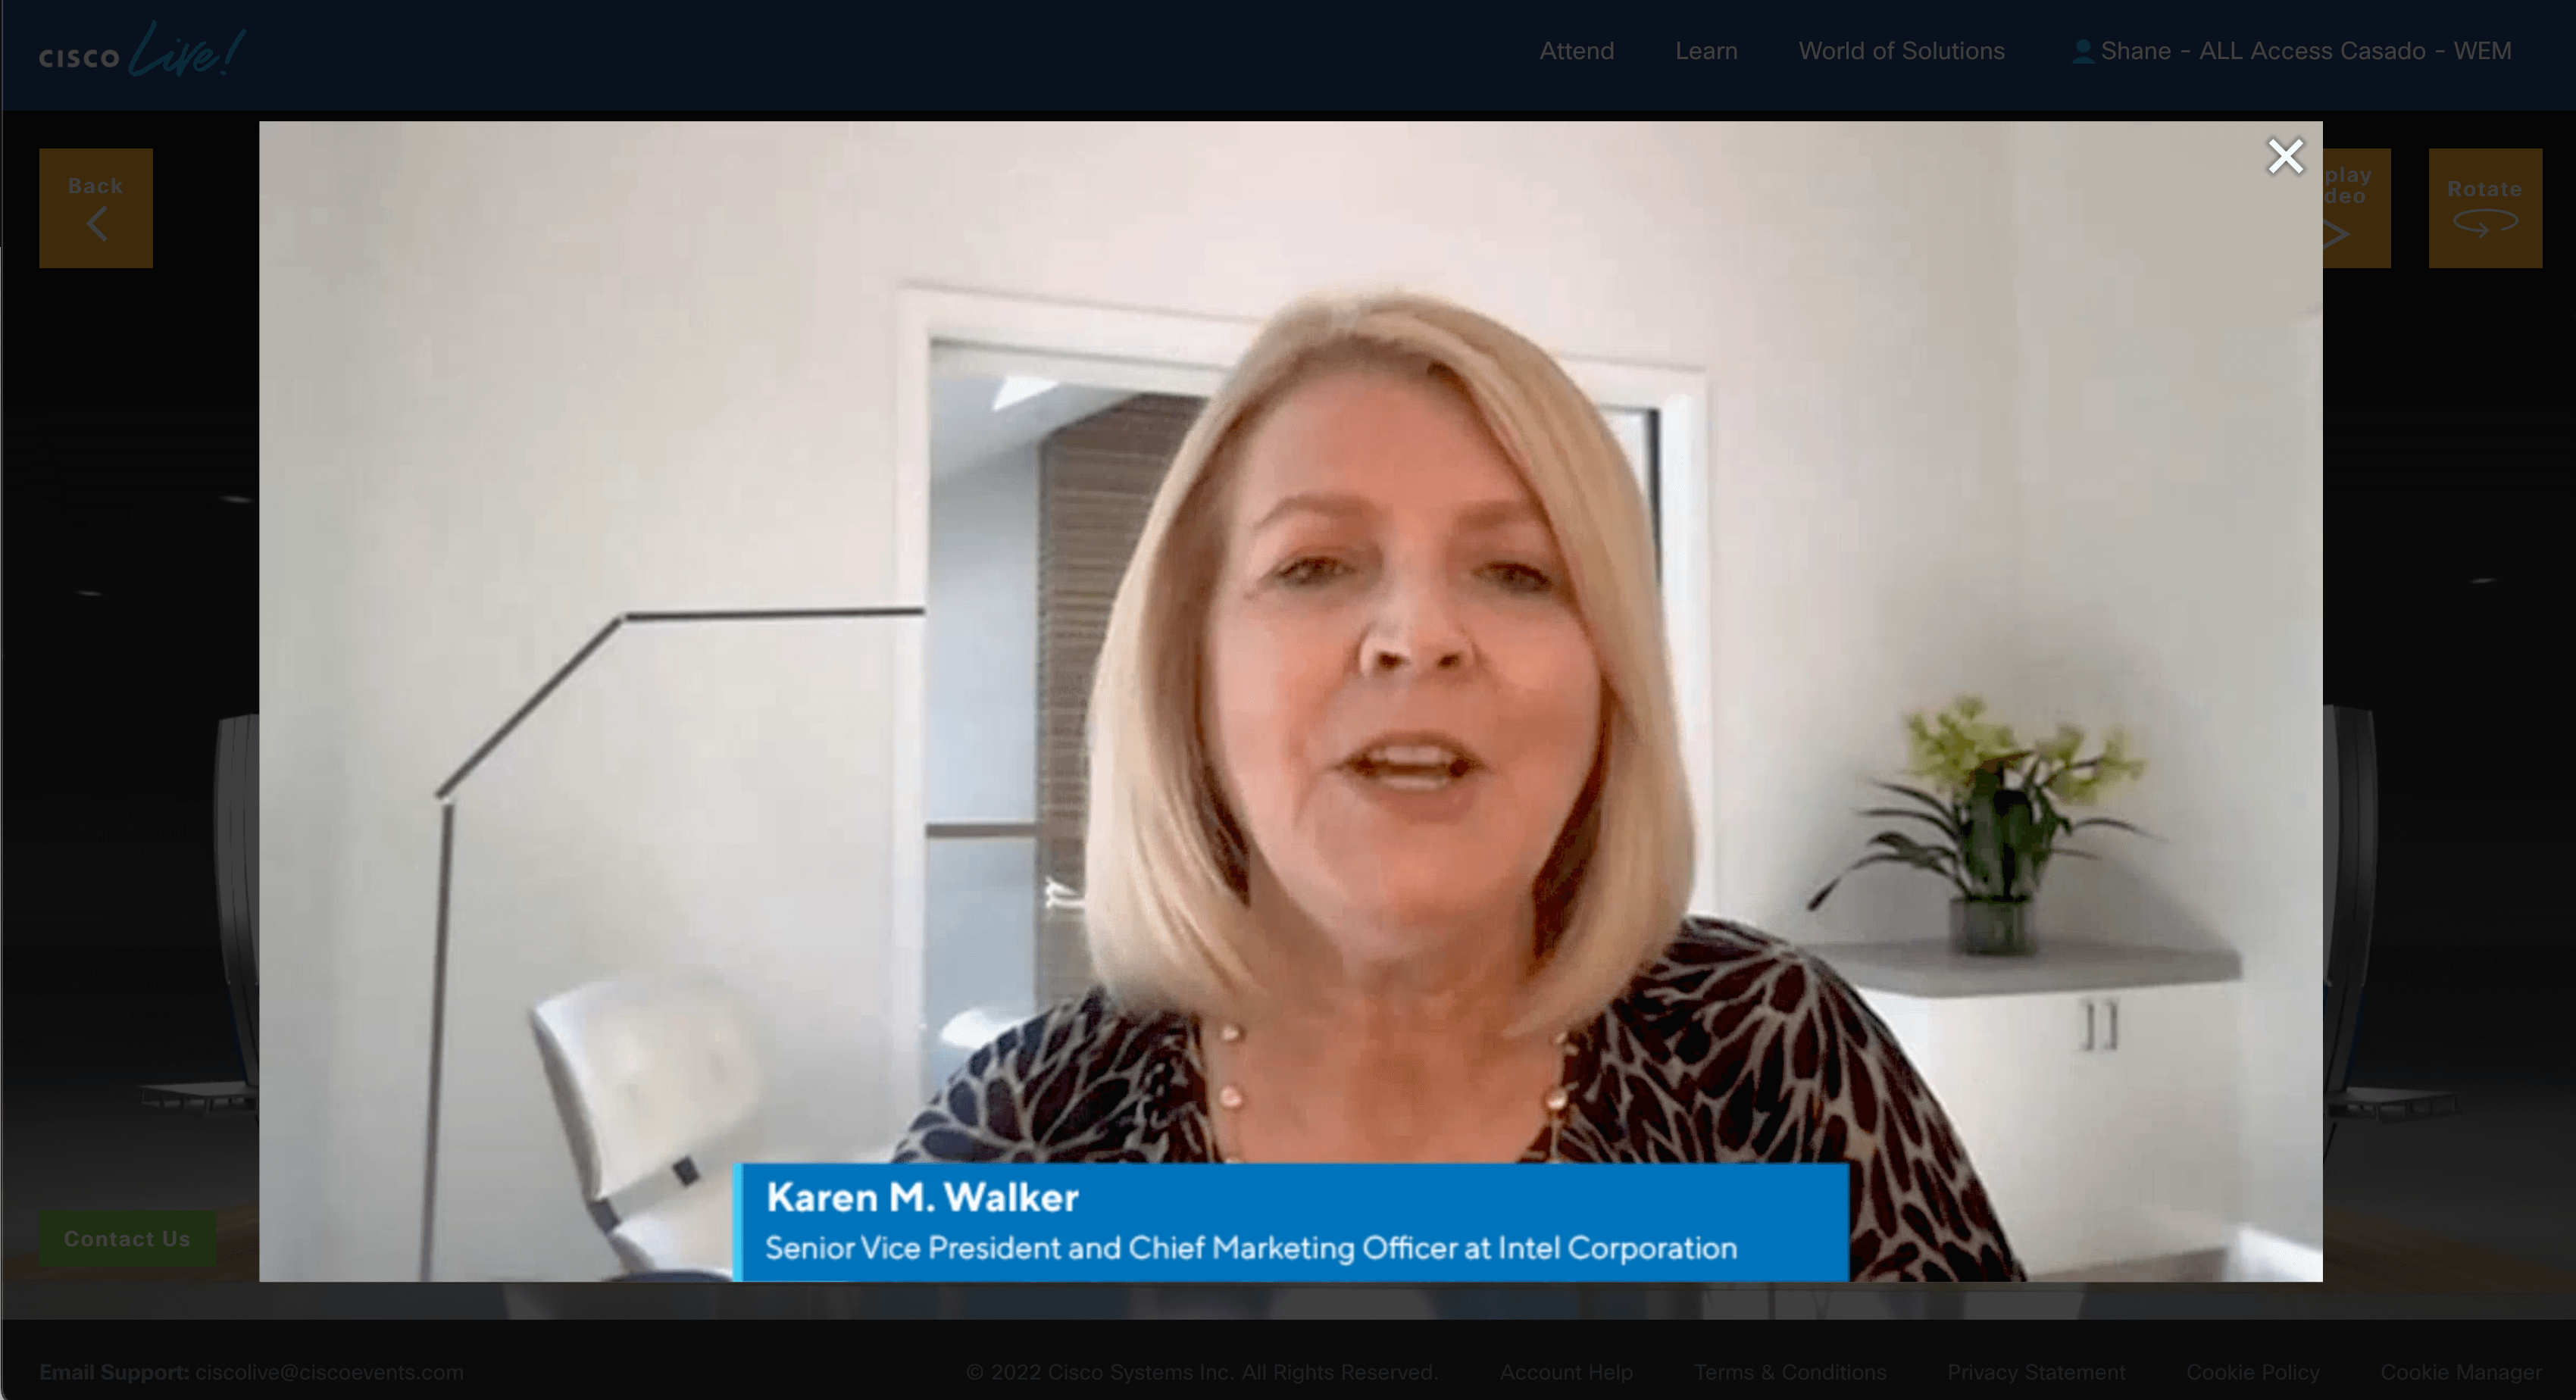 CISCO Live!
Attend
Learn
World of Solutions
Shane - ALL Access Casado - WEM
Back
play
deo
Rotate
Karen M. Walker
Senior Vice President and Chief Marketing Officer at Intel Corporation
Contact Us
Email Support: ciscolive@ciscoevents.com
© 2022 Cisco Systems Inc. All Rights Reserved.
Account Help
Terms & Conditions
Privacy Statement
Cookie Policy
Cookie Manager